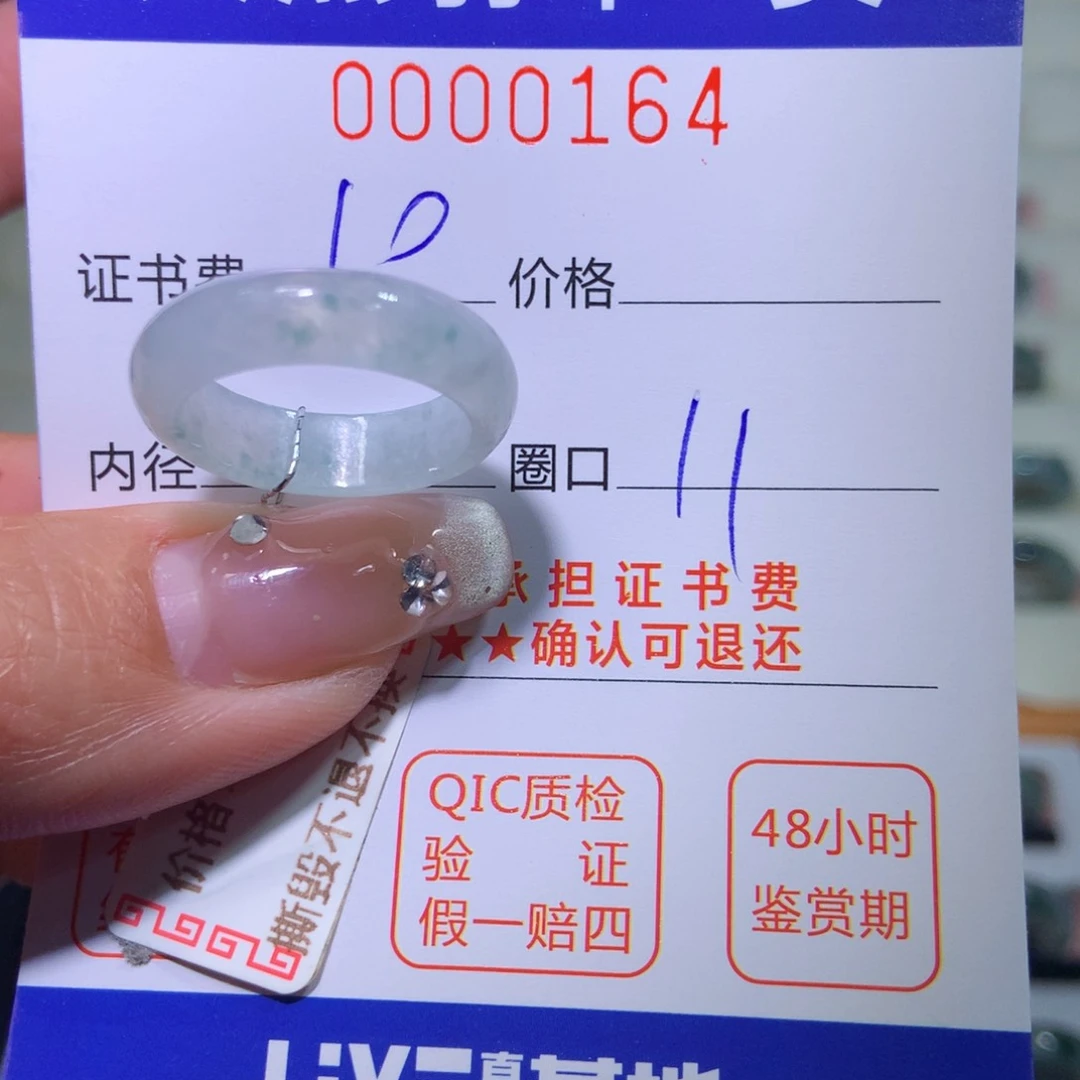 0000164
10
证书费 价格
内径 圈口 11
承担证书费
★★确认可退还
价格
撕毁不退不换
QIC质检
验 证
假一赔四
48小时
鉴赏期